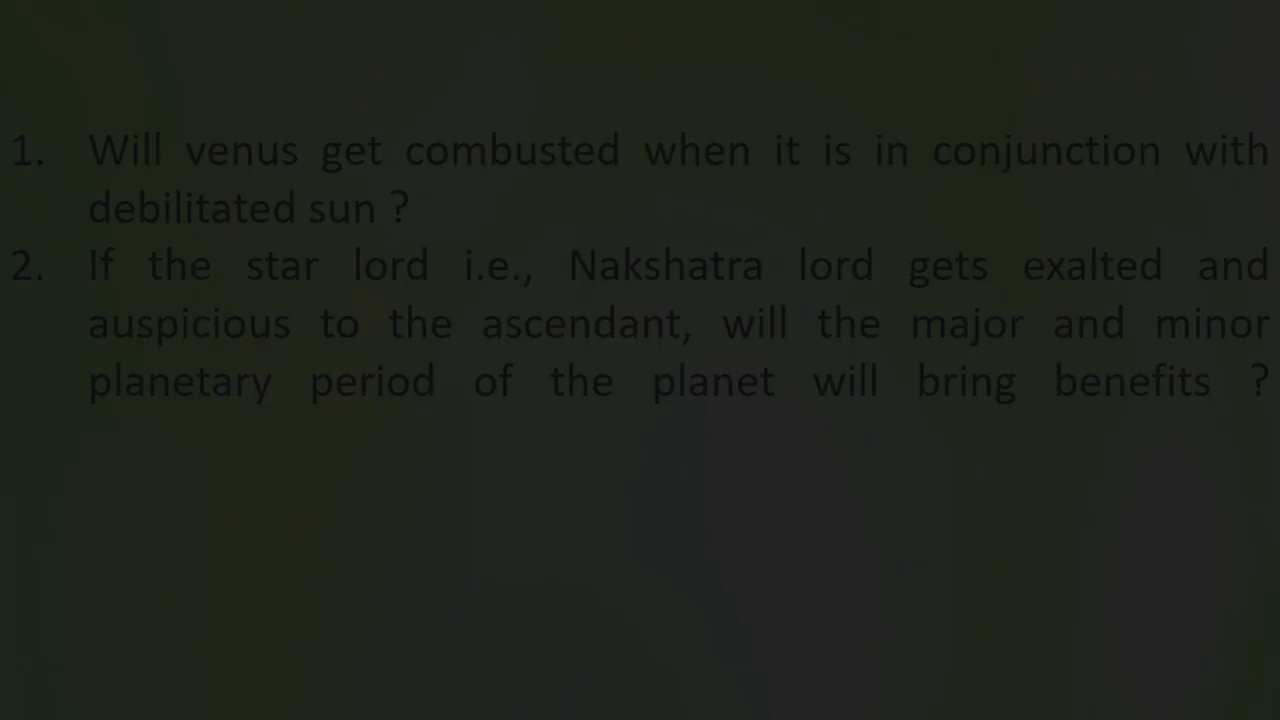 1. Will venus get combusted when it is in conjunction with
debilitated sun ?
2. If the star lord i.e., Nakshatra lord gets exalted and
auspicious to the ascendant, will the major and minor
planetary period of the planet will bring benefits ?